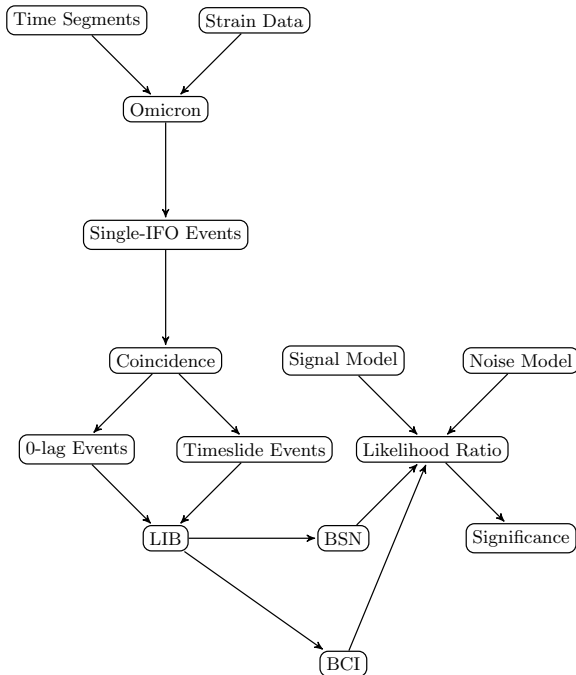 Time Segments
Strain Data
Omicron
Single-IFO Events
Coincidence
Signal Model
Noise Model
0-lag Events
Timeslide Events
Likelihood Ratio
LIB
BSN
Significance
BCI